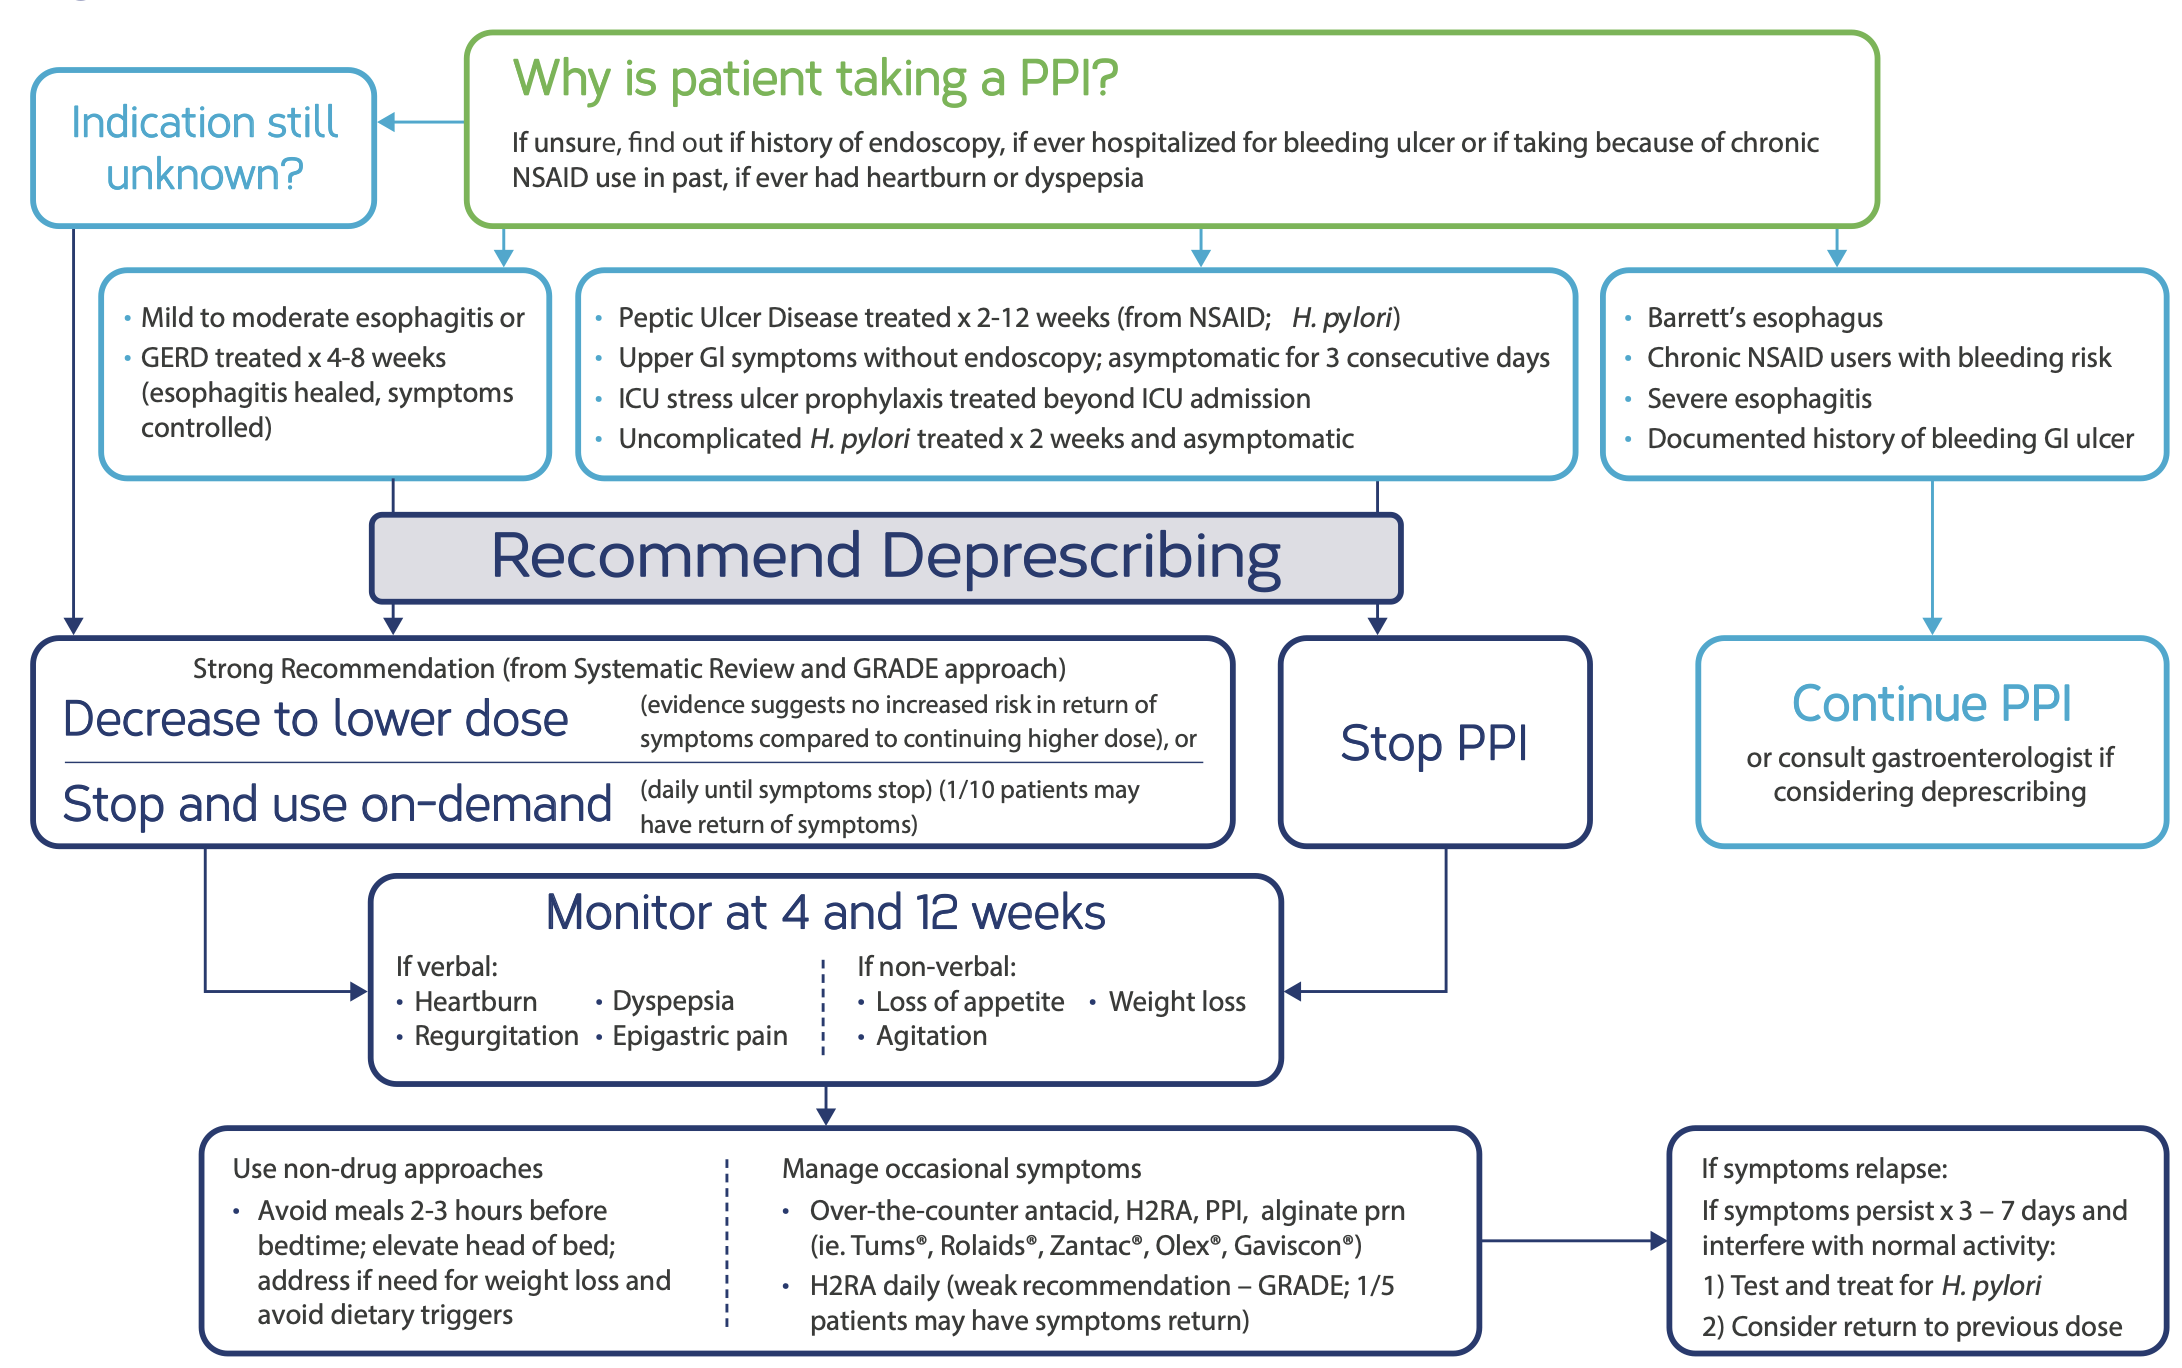 Why is patient taking a PPI?
If unsure, find out if history of endoscopy, if ever hospitalized for bleeding ulcer or if taking because of chronic
NSAID use in past, if ever had heartburn or dyspepsia
Indication still
unknown?
• Mild to moderate esophagitis or
• GERD treated x 4-8 weeks
(esophagitis healed, symptoms
controlled)
• Peptic Ulcer Disease treated x 2-12 weeks (from NSAID; H. pylori)
• Upper Gl symptoms without endoscopy; asymptomatic for 3 consecutive days
• ICU stress ulcer prophylaxis treated beyond ICU admission
• Uncomplicated H. pylori treated x 2 weeks and asymptomatic
• Barrett’s esophagus
• Chronic NSAID users with bleeding risk
• Severe esophagitis
• Documented history of bleeding GI ulcer
Recommend Deprescribing
Strong Recommendation (from Systematic Review and GRADE approach)
Decrease to lower dose
(evidence suggests no increased risk in return of
symptoms compared to continuing higher dose), or
Stop and use on-demand
(daily until symptoms stop) (1/10 patients may
have return of symptoms)
Stop PPI
Continue PPI
or consult gastroenterologist if
considering deprescribing
Monitor at 4 and 12 weeks
If verbal:
• Heartburn • Dyspepsia
• Regurgitation • Epigastric pain
If non-verbal:
• Loss of appetite • Weight loss
• Agitation
Use non-drug approaches
• Avoid meals 2-3 hours before
bedtime; elevate head of bed;
address if need for weight loss and
avoid dietary triggers
Manage occasional symptoms
• Over-the-counter antacid, H2RA, PPI, alginate prn
(ie. Tums®, Rolaids®, Zantac®, Olex®, Gaviscon®)
• H2RA daily (weak recommendation – GRADE; 1/5
patients may have symptoms return)
If symptoms relapse:
If symptoms persist x 3 – 7 days and
interfere with normal activity:
1) Test and treat for H. pylori
2) Consider return to previous dose